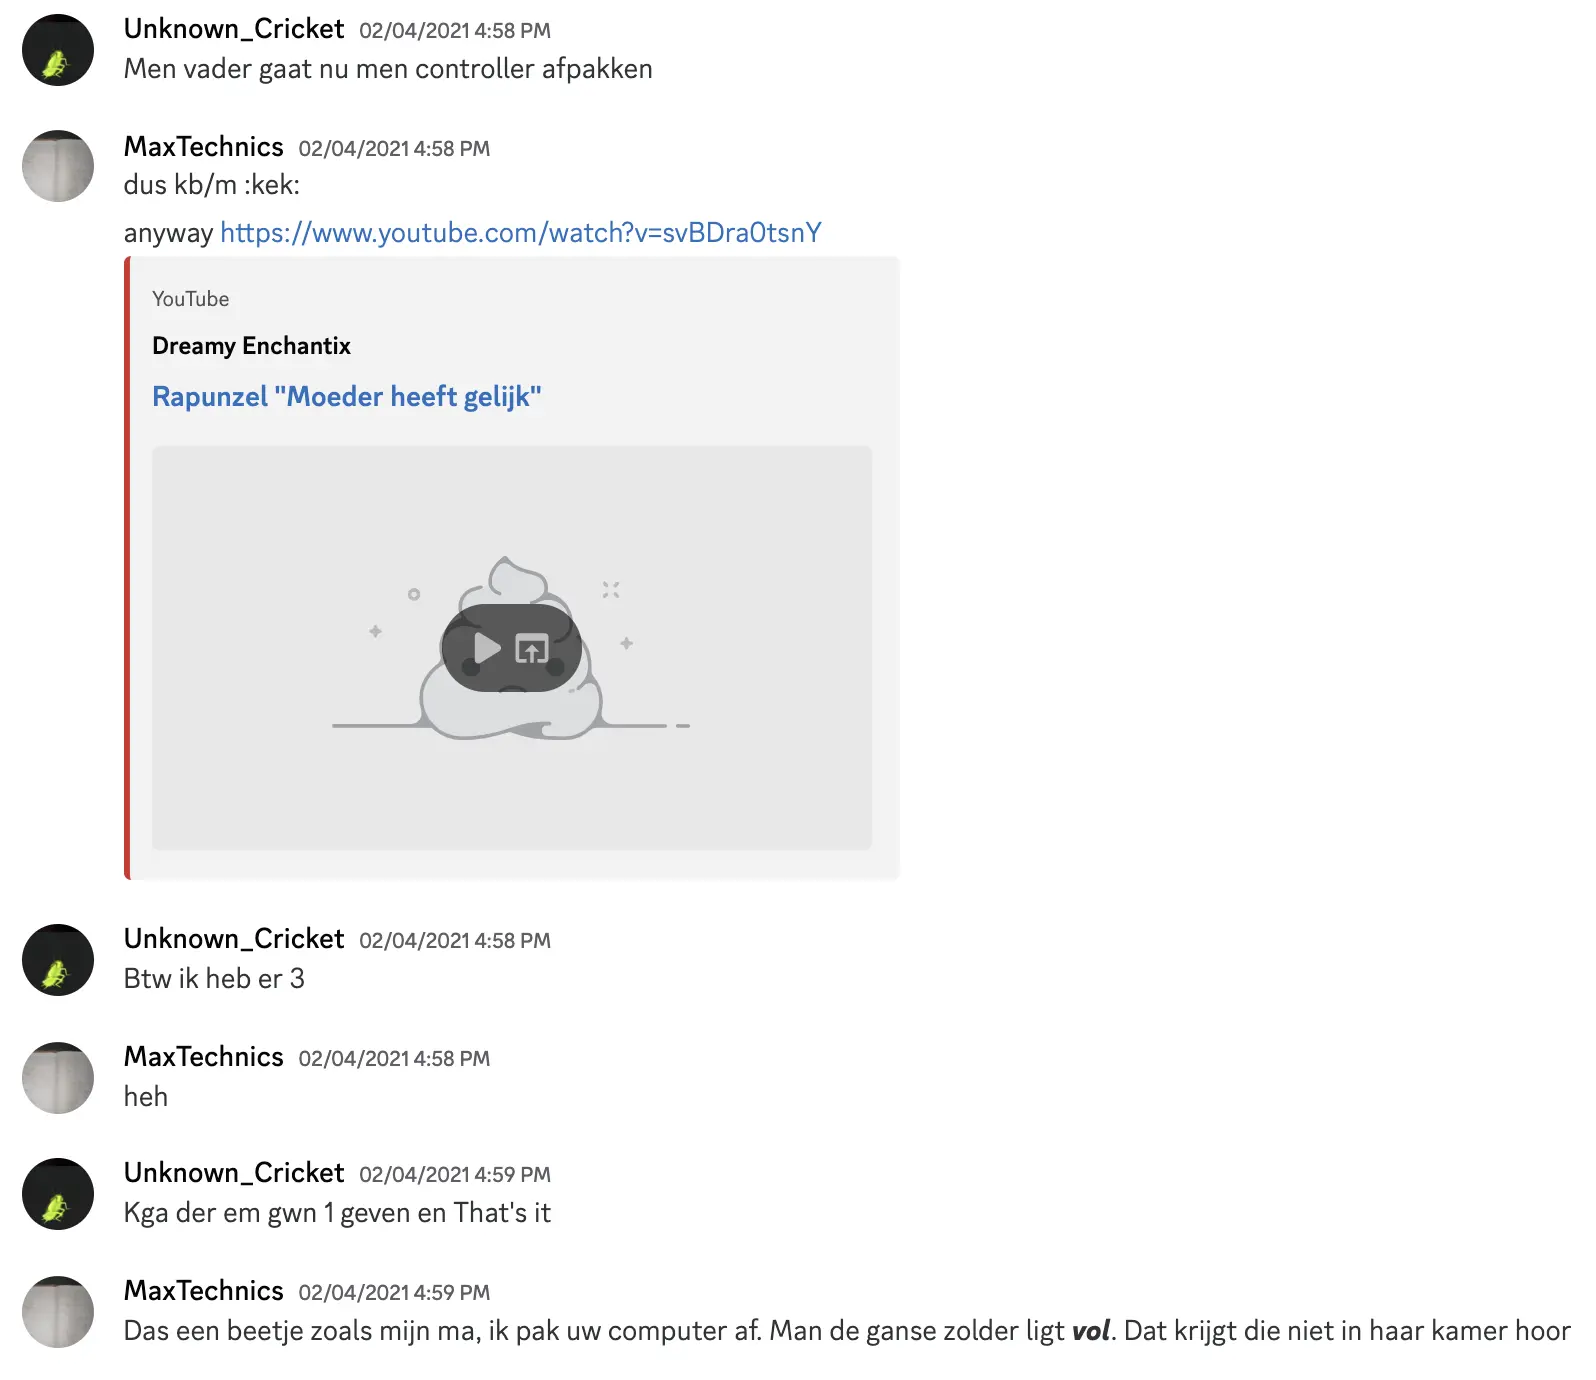 Unknown_Cricket 02/04/2021 4:58 PM
Men vader gaat nu men controller afpakken
MaxTechnics 02/04/2021 4:58 PM
dus kb/m :kek:
anyway https://www.youtube.com/watch?v=svBDra0tsnY
YouTube
Dreamy Enchantix
Rapunzel "Moeder heeft gelijk"
Unknown_Cricket 02/04/2021 4:58 PM
Btw ik heb er 3
MaxTechnics 02/04/2021 4:58 PM
heh
Unknown_Cricket 02/04/2021 4:59 PM
Kga der em gwn 1 geven en That's it
MaxTechnics 02/04/2021 4:59 PM
Das een beetje zoals mijn ma, ik pak uw computer af. Man de ganse zolder ligt vol. Dat krijgt die niet in haar kamer hoor